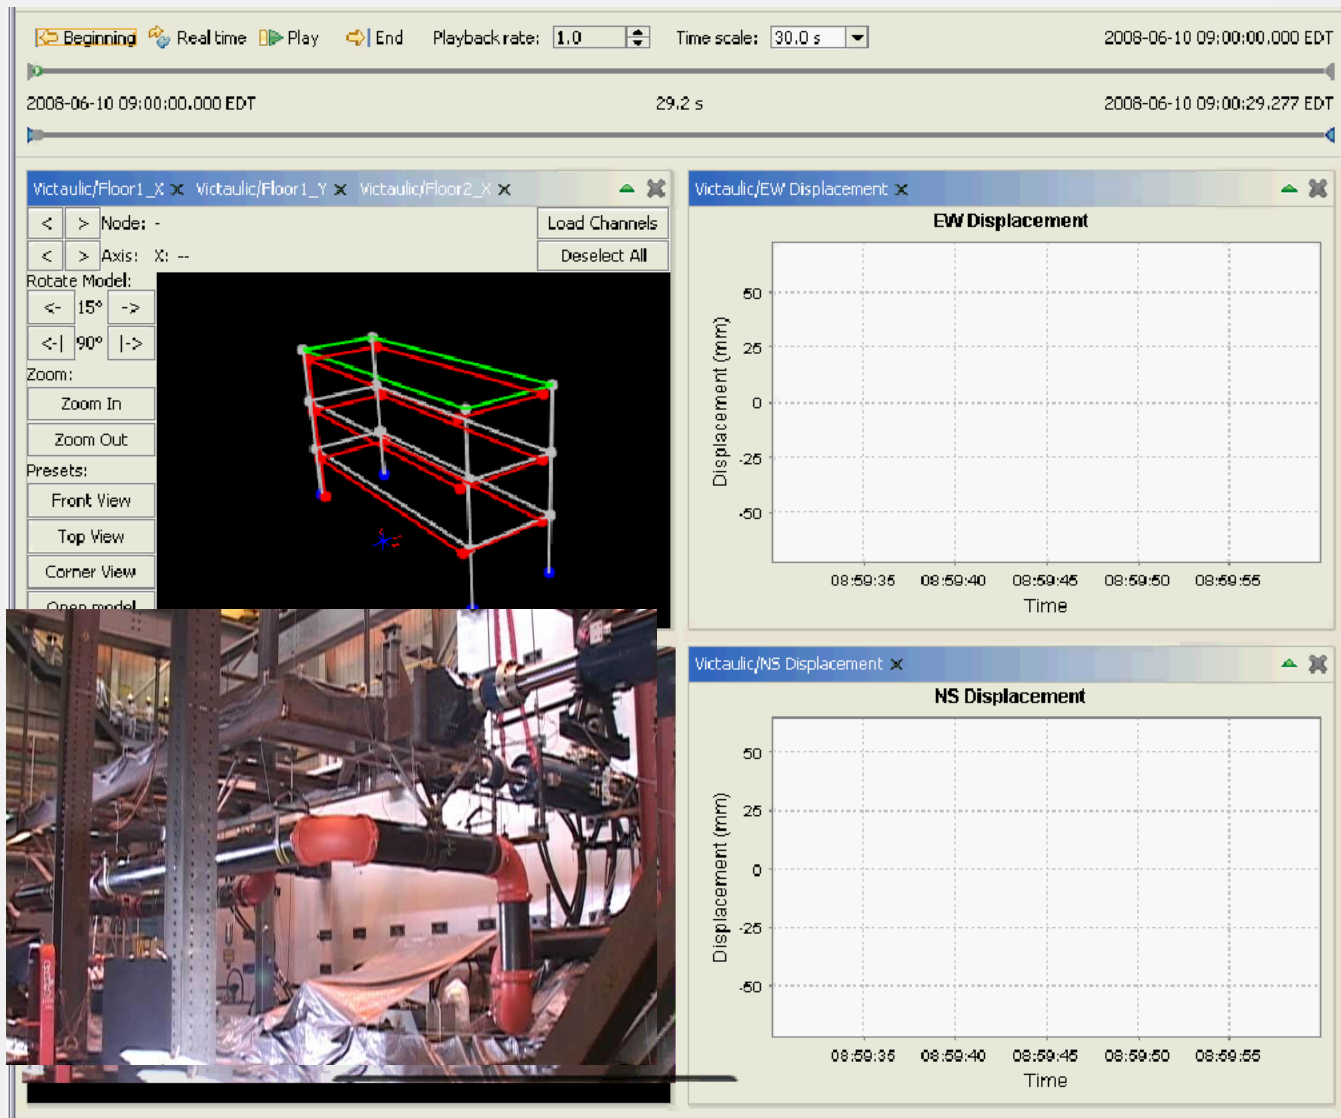 Beginning Real time Play End Playback rate: 1.0 Time scale: 30.0 s 2008-06-10 09:00:00.000 EDT
2008-06-10 09:00:00.000 EDT 29.2 s 2008-06-10 09:00:29.277 EDT
Victaulic/Floor1_X Victaulic/Floor1_Y Victaulic/Floor2_X
< > Node: - Load Channels
< > Axis: X: -- Deselect All
Rotate Model:
<- 15° ->
<-| 90° |->
Zoom:
Zoom In
Zoom Out
Presets:
Front View
Top View
Corner View
Open model
Victaulic/EW Displacement
EW Displacement
Displacement (mm)
50
25
0
-25
-50
08:59:35 08:59:40 08:59:45 08:59:50 08:59:55
Time
Victaulic/NS Displacement
NS Displacement
Displacement (mm)
50
25
0
-25
-50
08:59:35 08:59:40 08:59:45 08:59:50 08:59:55
Time